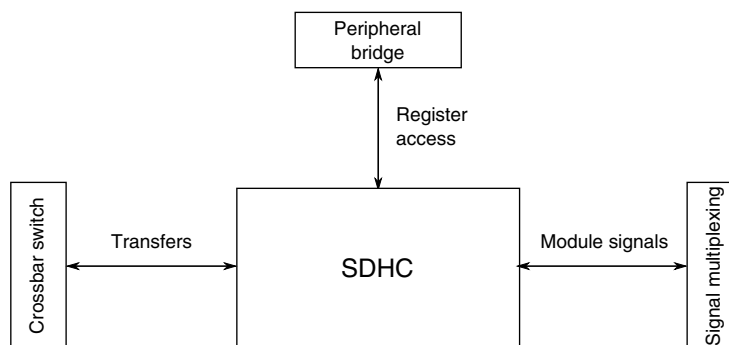 Peripheral
bridge
Register
access
Crossbar switch
Transfers
SDHC
Module signals
Signal multiplexing